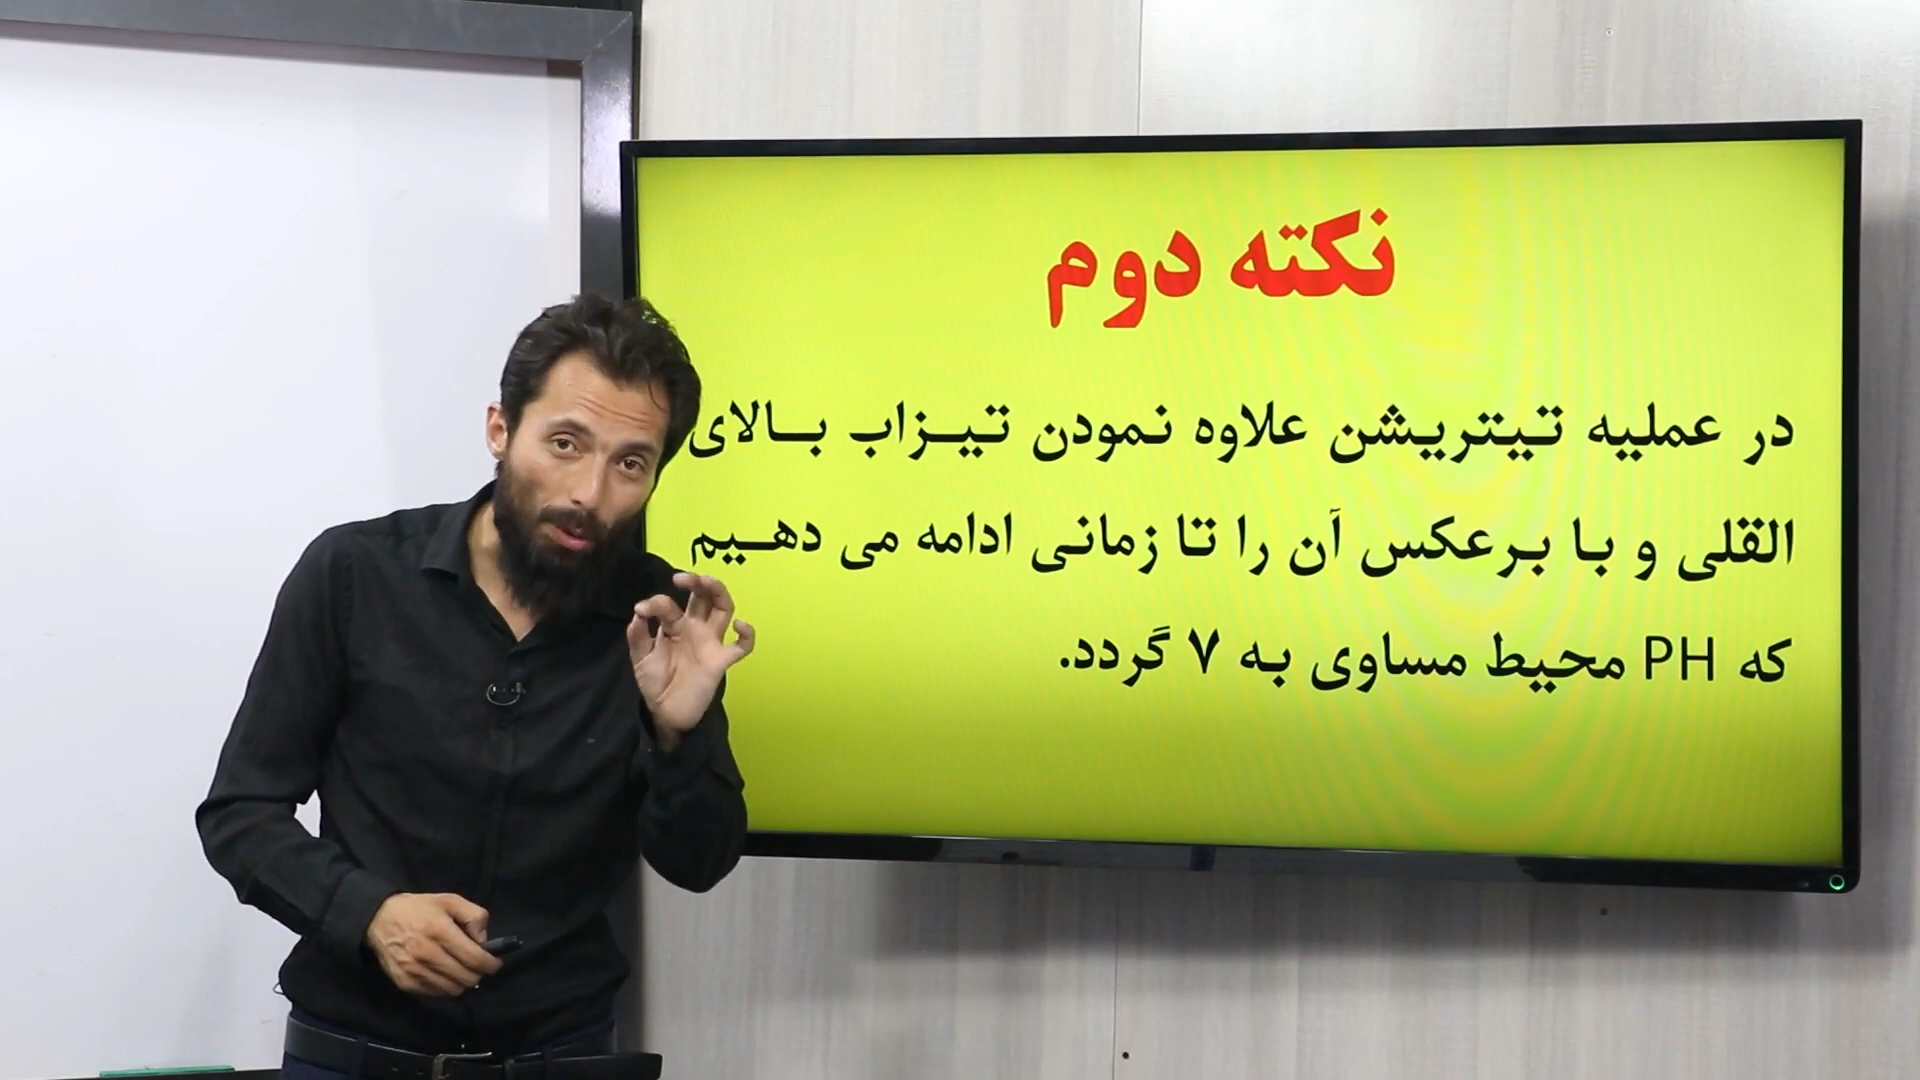 نکته دوم
در عملیه تیتریشن علاوه نمودن تیزاب بالای
القلی و با برعکس آن را تا زمانی ادامه می دهیم
که PH محیط مساوی به ۷ گردد.